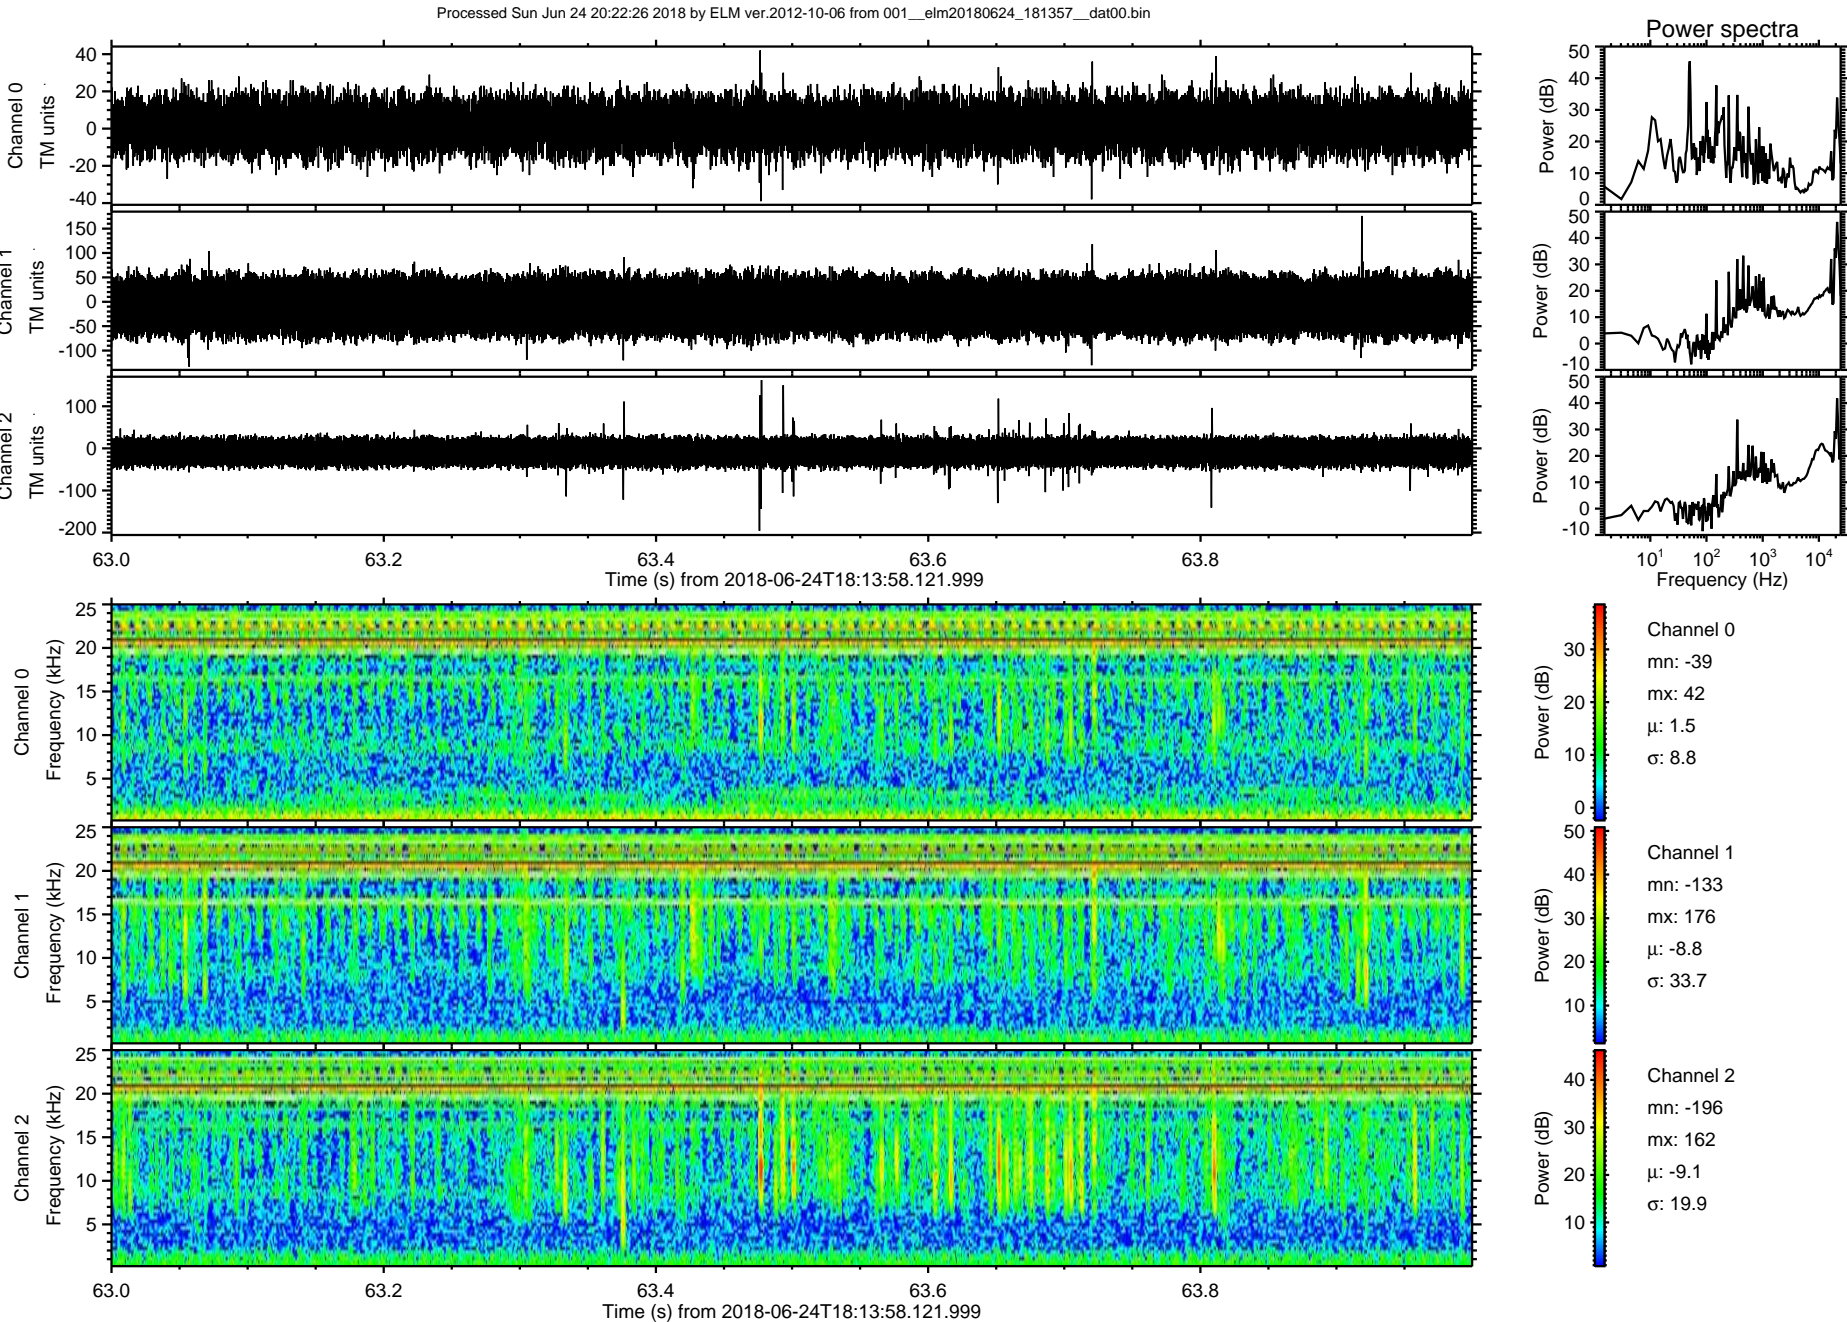 Processed Sun Jun 24 20:22:26 2018 by ELM ver.2012-10-06 from 001__elm20180624_181357__dat00.bin
Power spectra
Channel 0
TM units
40
20
0
-20
-40
Power (dB)
50
40
30
20
10
0
Channel 1
TM units
150
100
50
0
-50
-100
Power (dB)
50
40
30
20
10
0
-10
Channel 2
TM units
100
0
-100
-200
Power (dB)
50
40
30
20
10
0
-10
63.0 63.2 63.4 63.6 63.8
Time (s) from 2018-06-24T18:13:58.121.999
10¹ 10² 10³ 10⁴
Frequency (Hz)
Channel 0
Frequency (kHz)
25
20
15
10
5
Power (dB)
30
20
10
0
Channel 0
mn: -39
mx: 42
μ: 1.5
σ: 8.8
Channel 1
Frequency (kHz)
25
20
15
10
5
Power (dB)
50
40
30
20
10
Channel 1
mn: -133
mx: 176
μ: -8.8
σ: 33.7
Channel 2
Frequency (kHz)
25
20
15
10
5
Power (dB)
40
30
20
10
Channel 2
mn: -196
mx: 162
μ: -9.1
σ: 19.9
63.0 63.2 63.4 63.6 63.8
Time (s) from 2018-06-24T18:13:58.121.999